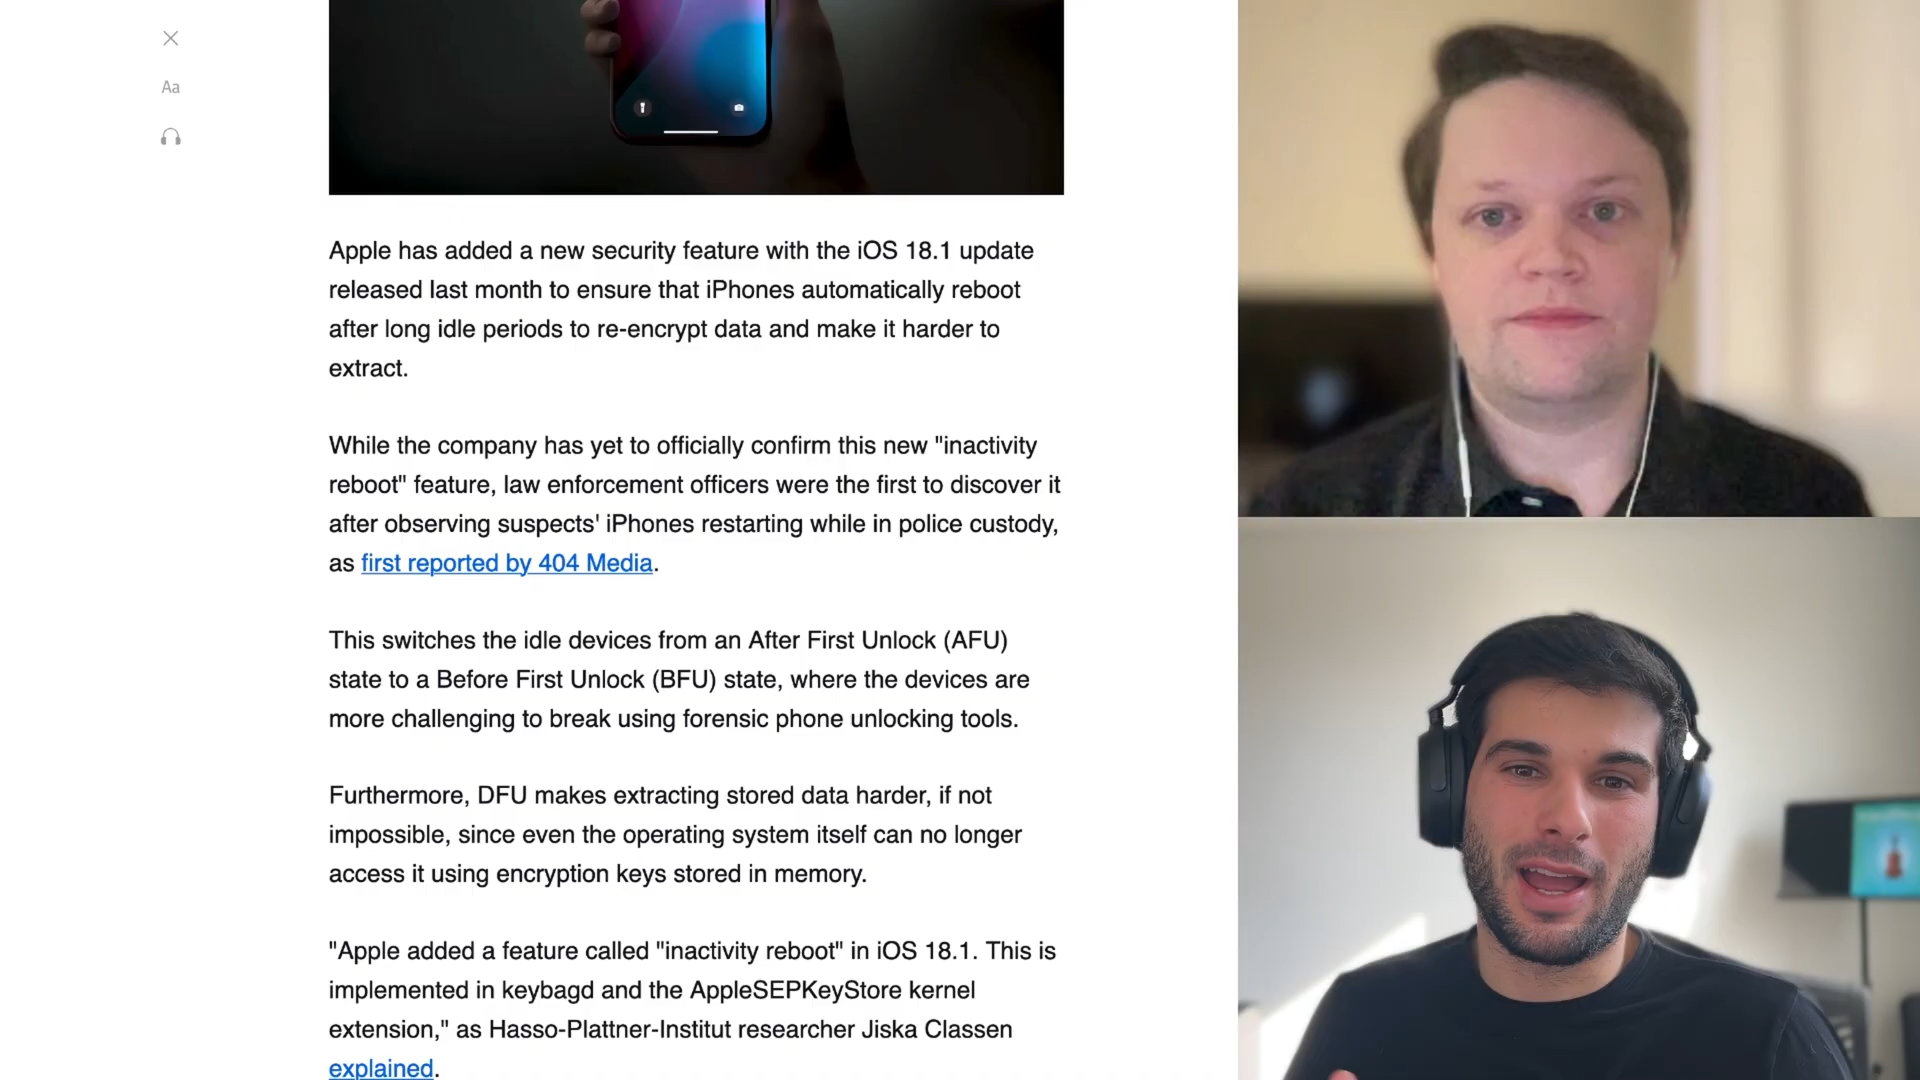 Aa
Apple has added a new security feature with the iOS 18.1 update
released last month to ensure that iPhones automatically reboot
after long idle periods to re-encrypt data and make it harder to
extract.
While the company has yet to officially confirm this new "inactivity
reboot" feature, law enforcement officers were the first to discover it
after observing suspects' iPhones restarting while in police custody,
as first reported by 404 Media.
This switches the idle devices from an After First Unlock (AFU)
state to a Before First Unlock (BFU) state, where the devices are
more challenging to break using forensic phone unlocking tools.
Furthermore, DFU makes extracting stored data harder, if not
impossible, since even the operating system itself can no longer
access it using encryption keys stored in memory.
"Apple added a feature called "inactivity reboot" in iOS 18.1. This is
implemented in keybagd and the AppleSEPKeyStore kernel
extension," as Hasso-Plattner-Institut researcher Jiska Classen
explained.